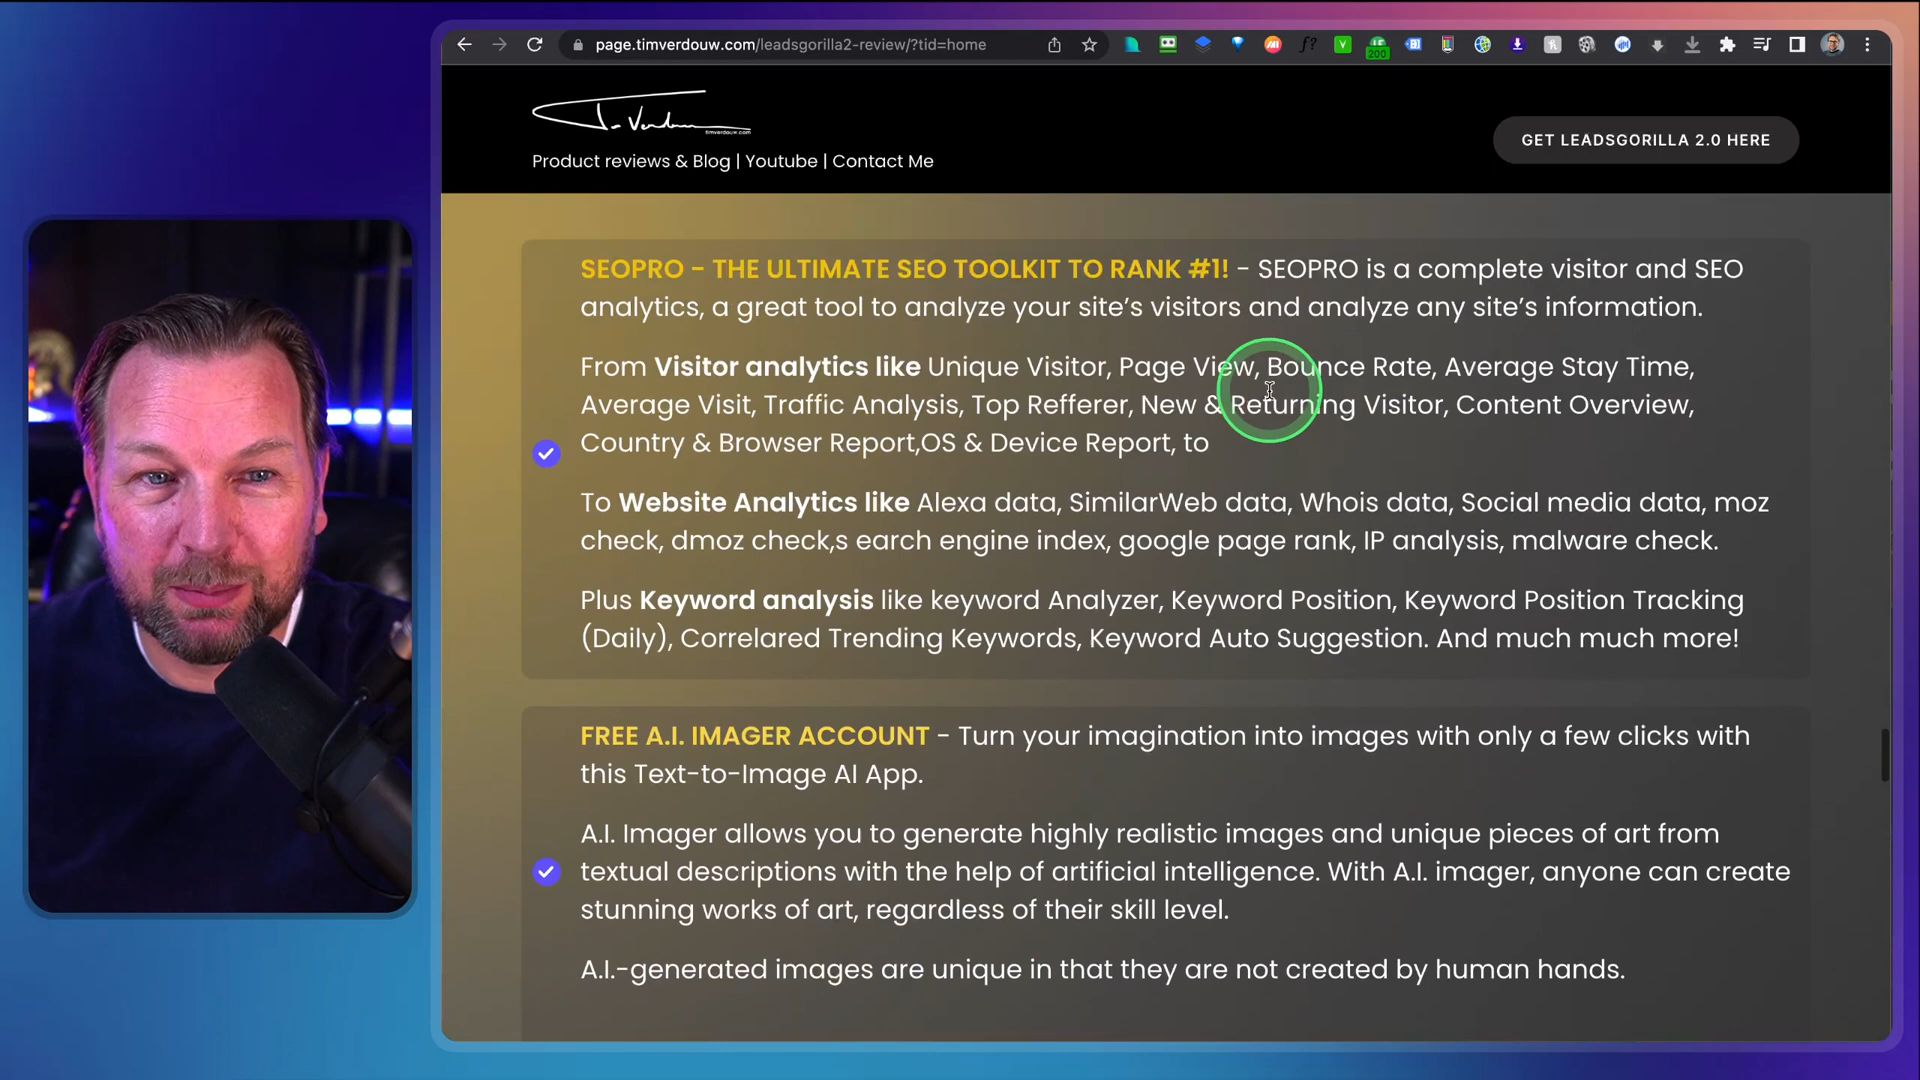 page.timverdouw.com/leadsgorilla2-review/?tid=home
f?
V
200
timverdouw.com
Product reviews & Blog | Youtube | Contact Me
GET LEADSGORILLA 2.0 HERE
SEOPRO - THE ULTIMATE SEO TOOLKIT TO RANK #1! - SEOPRO is a complete visitor and SEO
analytics, a great tool to analyze your site’s visitors and analyze any site’s information.
From Visitor analytics like Unique Visitor, Page View, Bounce Rate, Average Stay Time,
Average Visit, Traffic Analysis, Top Refferer, New & Returning Visitor, Content Overview,
Country & Browser Report,OS & Device Report, to
To Website Analytics like Alexa data, SimilarWeb data, Whois data, Social media data, moz
check, dmoz check,s earch engine index, google page rank, IP analysis, malware check.
Plus Keyword analysis like keyword Analyzer, Keyword Position, Keyword Position Tracking
(Daily), Correlared Trending Keywords, Keyword Auto Suggestion. And much much more!
FREE A.I. IMAGER ACCOUNT - Turn your imagination into images with only a few clicks with
this Text-to-Image AI App.
A.I. Imager allows you to generate highly realistic images and unique pieces of art from
textual descriptions with the help of artificial intelligence. With A.I. imager, anyone can create
stunning works of art, regardless of their skill level.
A.I.-generated images are unique in that they are not created by human hands.